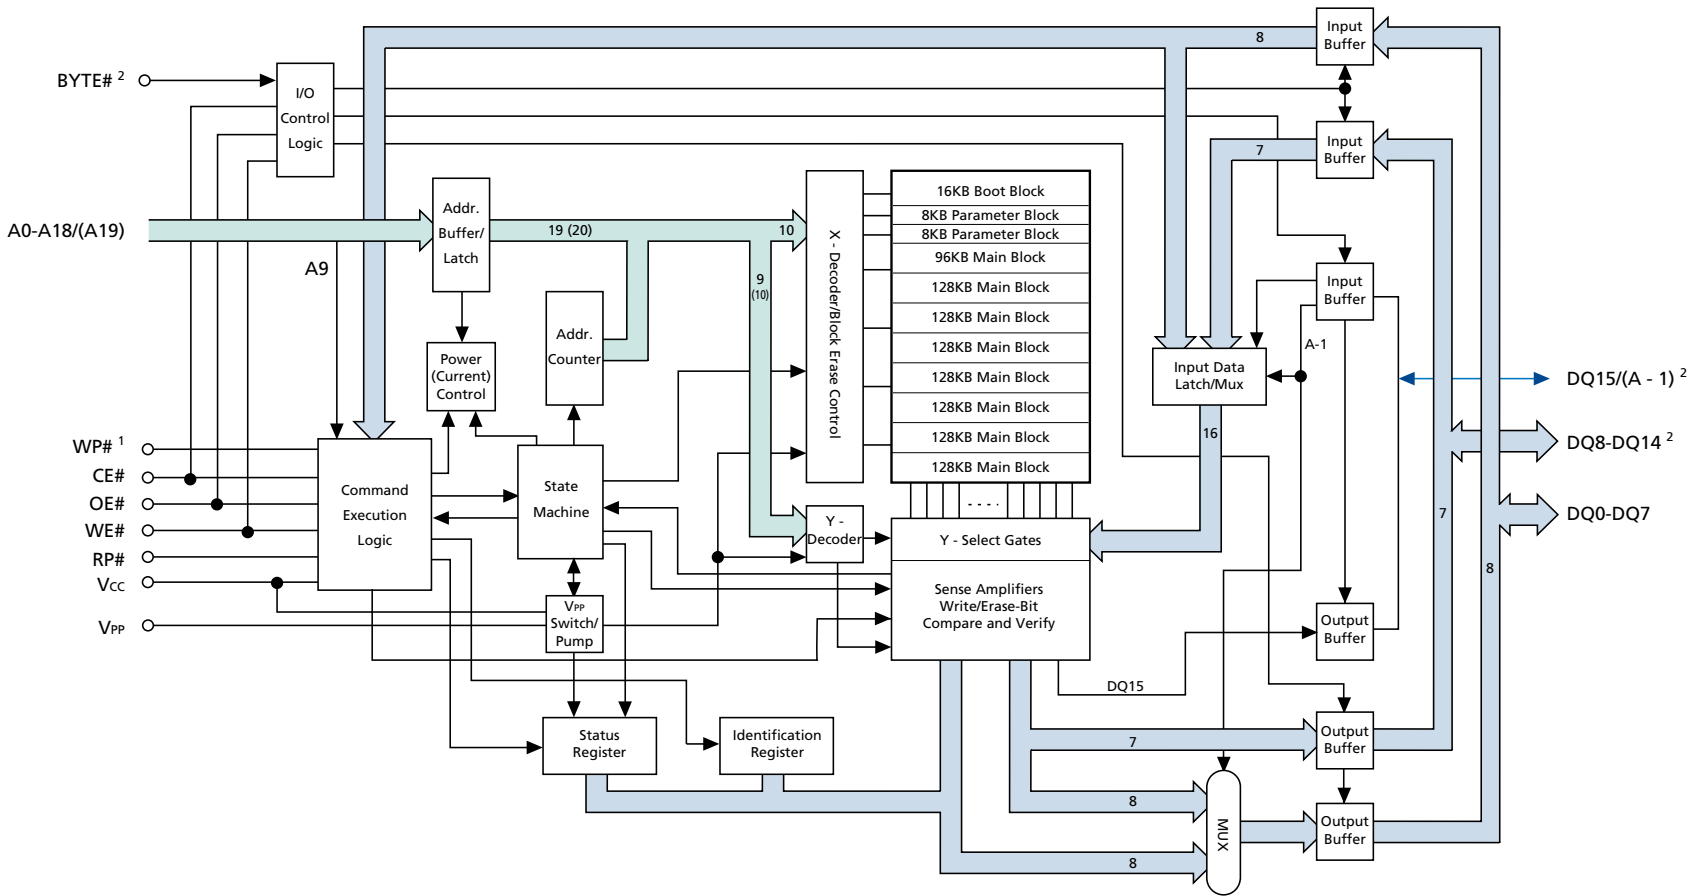 8
Input
Buffer
BYTE# 2
I/O
Control
Logic
7
Input
Buffer
A0-A18/(A19)
A9
Addr.
Buffer/
Latch
19 (20)
10
9
(10)
X - Decoder/Block Erase Control
16KB Boot Block
8KB Parameter Block
8KB Parameter Block
96KB Main Block
128KB Main Block
128KB Main Block
128KB Main Block
128KB Main Block
128KB Main Block
128KB Main Block
128KB Main Block
Input
Buffer
A-1
Addr.
Counter
Power
(Current)
Control
Input Data
Latch/Mux
16
DQ15/(A - 1) 2
DQ8-DQ14 2
DQ0-DQ7
7
8
WP# 1
CE#
OE#
WE#
RP#
VCC
VPP
Command
Execution
Logic
State
Machine
VPP
Switch/
Pump
Y -
Decoder
Y - Select Gates
Sense Amplifiers
Write/Erase-Bit
Compare and Verify
Output
Buffer
DQ15
Status
Register
Identification
Register
7
Output
Buffer
8
8
MUX
Output
Buffer